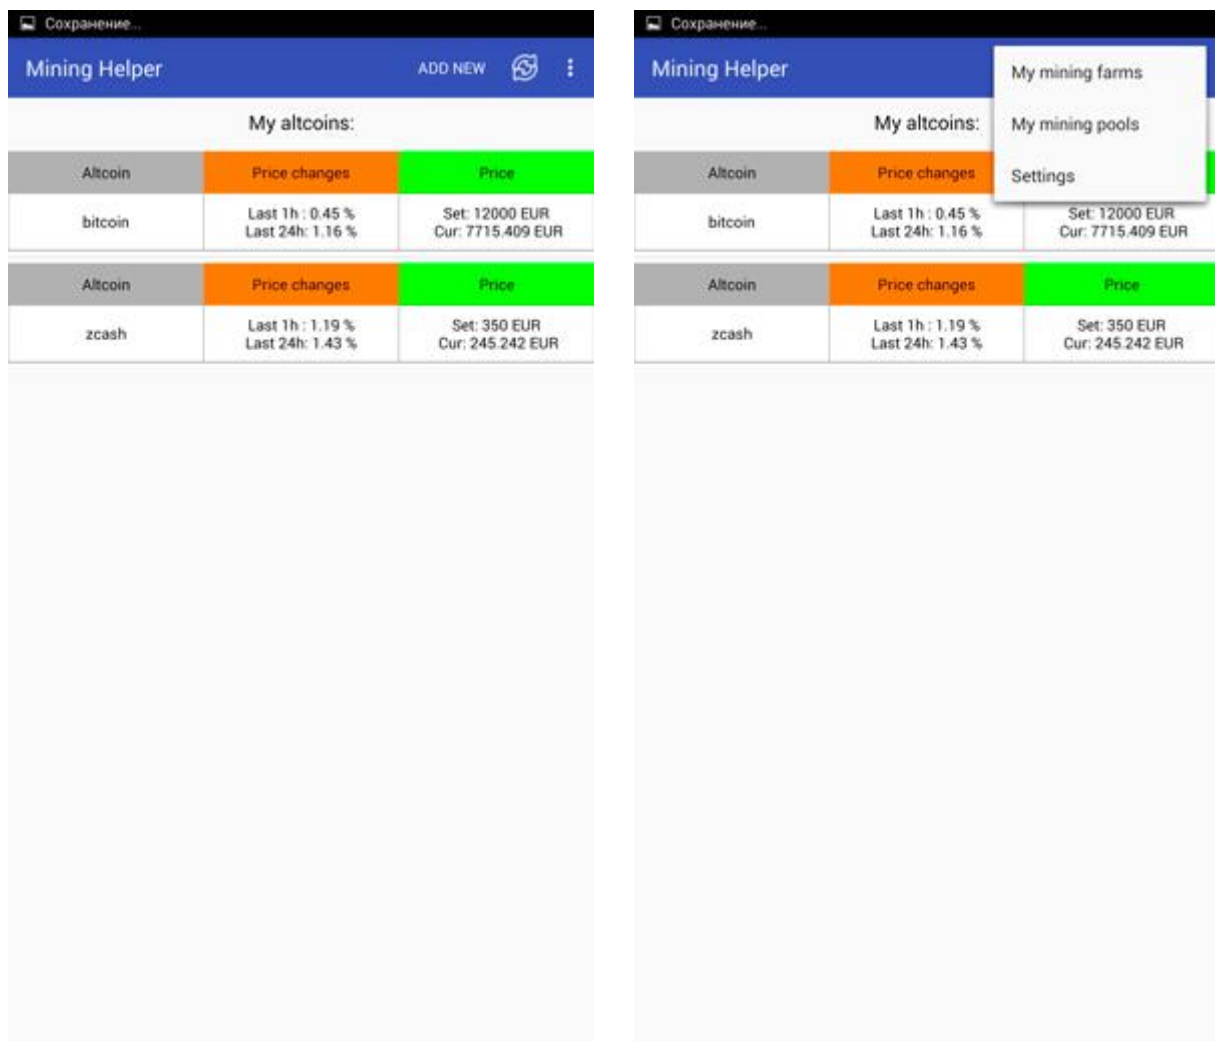 Сохранение...
Mining Helper
ADD NEW
My altcoins:
Altcoin Price changes Price
bitcoin
Last 1h : 0.45 %
Last 24h: 1.16 %
Set: 12000 EUR
Cur: 7715.409 EUR
Altcoin Price changes Price
zcash
Last 1h : 1.19 %
Last 24h: 1.43 %
Set: 350 EUR
Cur: 245.242 EUR
Сохранение...
Mining Helper
My mining farms
My mining pools
Settings
My altcoins:
Altcoin Price changes
bitcoin
Last 1h : 0.45 %
Last 24h: 1.16 %
Set: 12000 EUR
Cur: 7715.409 EUR
Altcoin Price changes Price
zcash
Last 1h : 1.19 %
Last 24h: 1.43 %
Set: 350 EUR
Cur: 245.242 EUR